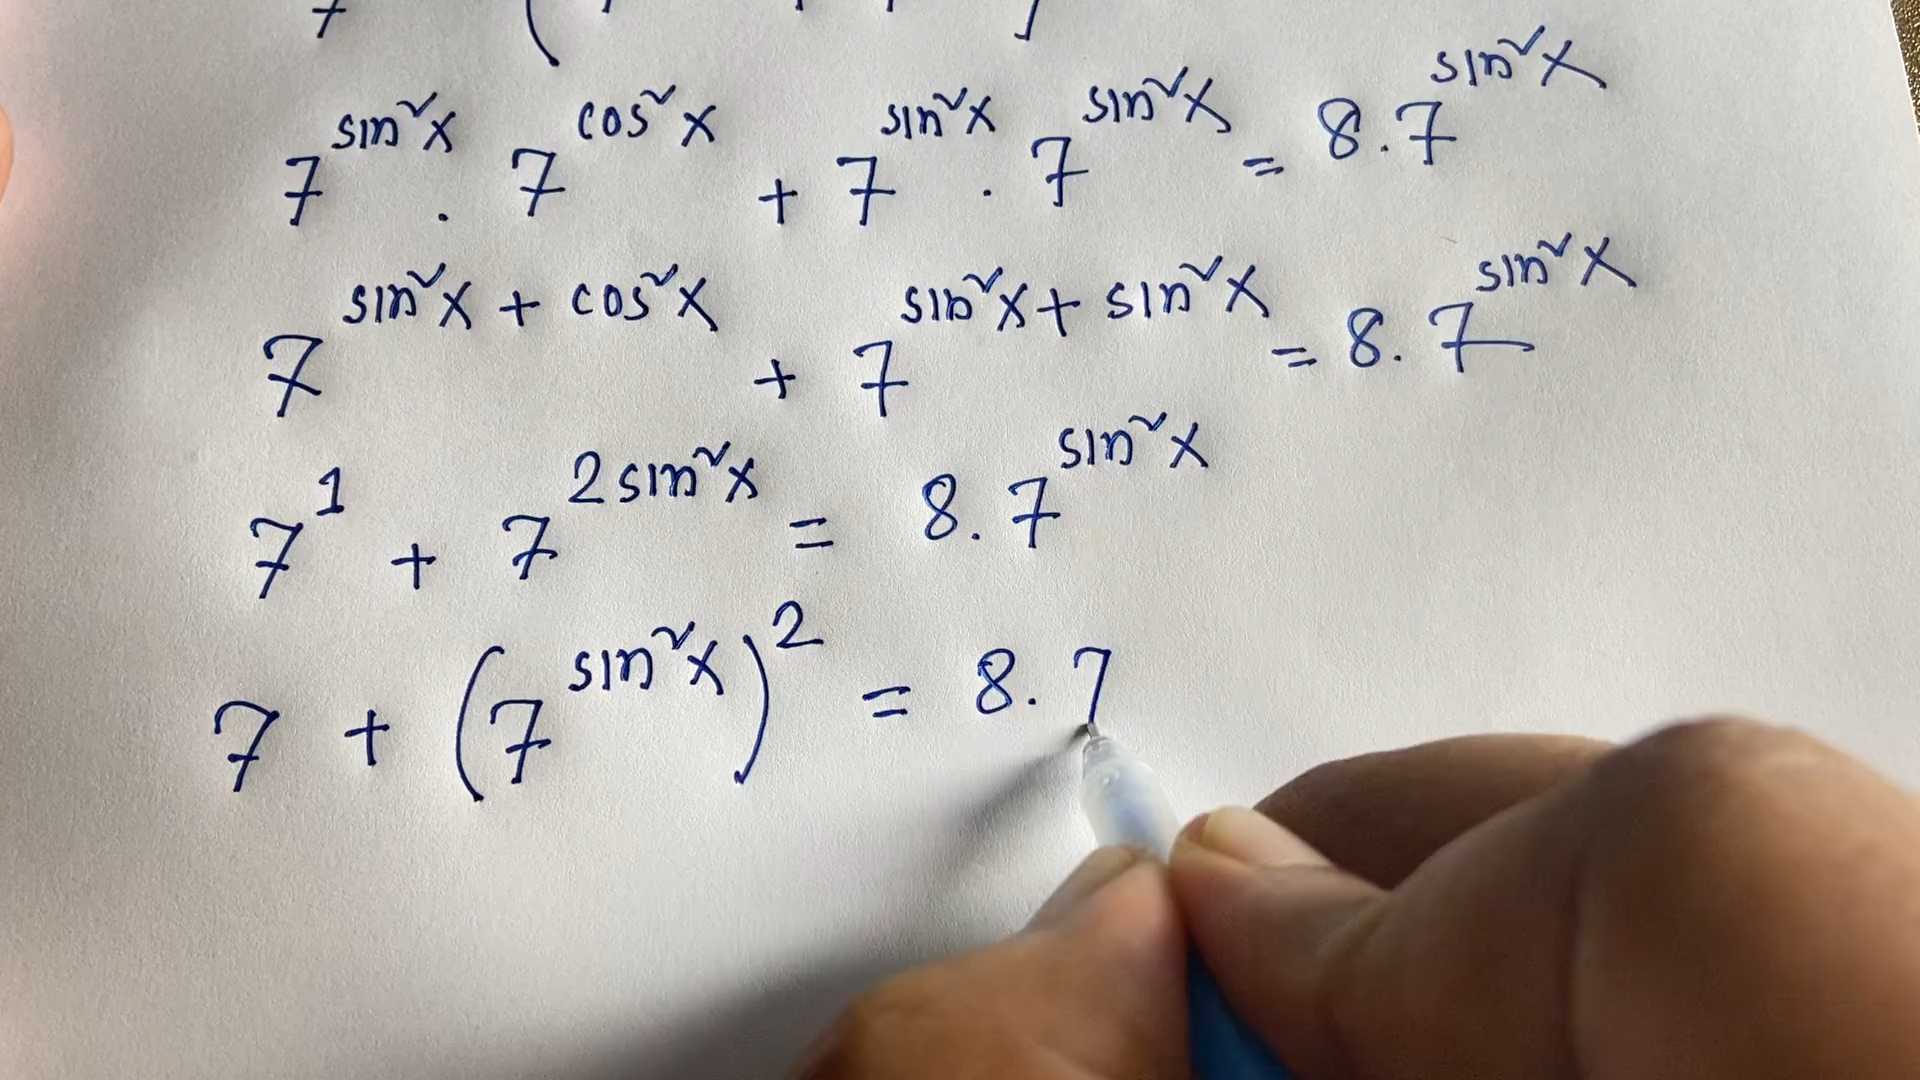 7^{sin²x} . 7^{cos²x} + 7^{sin²x} . 7^{sin²x} = 8.7^{sin²x}
7^{sin²x + cos²x} + 7^{sin²x + sin²x} = 8.7^{sin²x}
7^1 + 7^{2sin²x} = 8.7^{sin²x}
7 + (7^{sin²x})^2 = 8.7